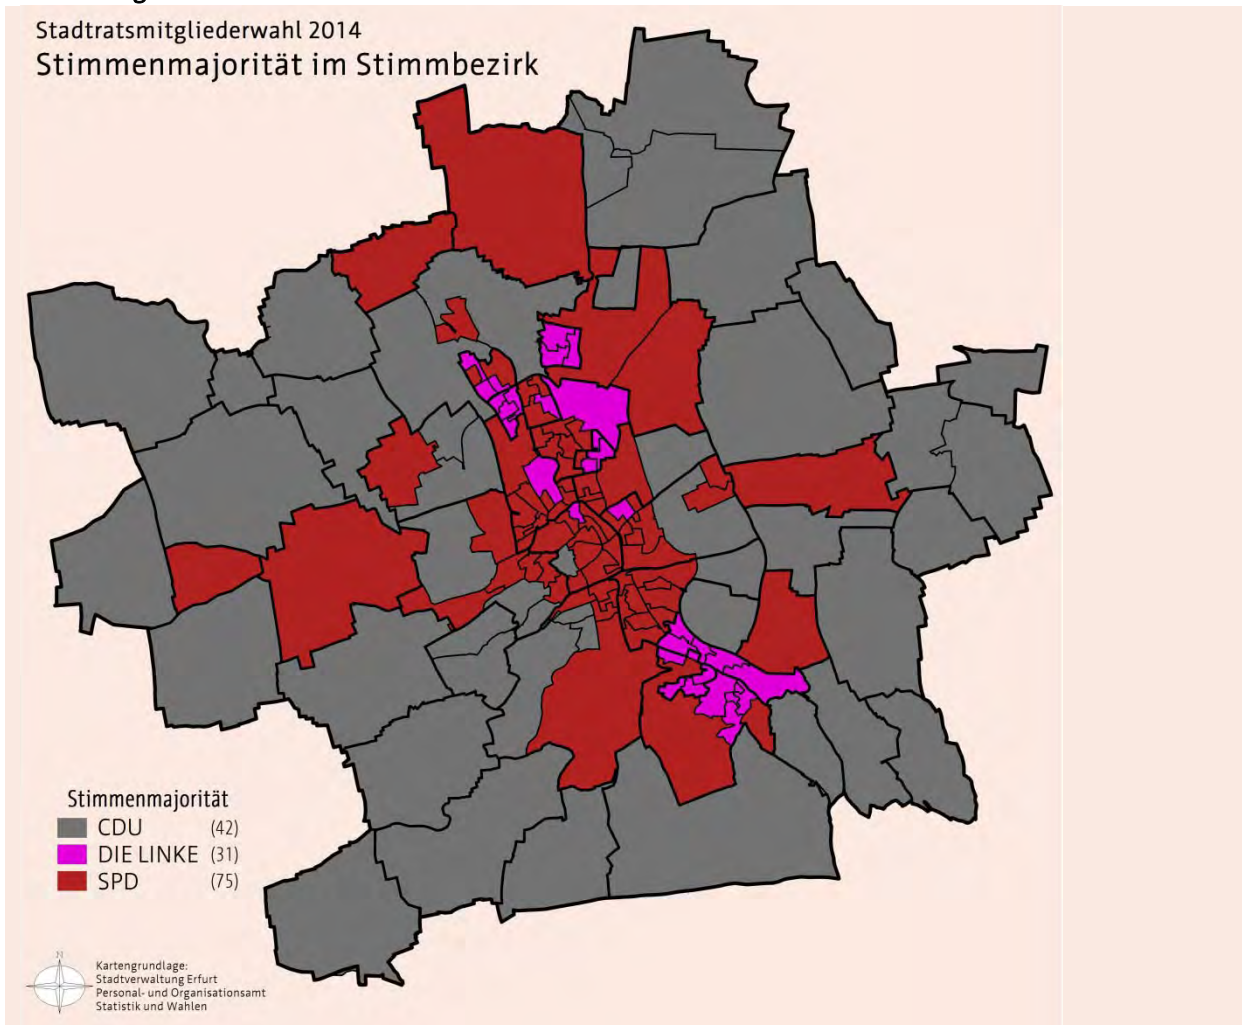 Stadtratsmitgliederwahl 2014
Stimmenmajorität im Stimmbezirk
Stimmenmajorität
CDU (42)
DIE LINKE (31)
SPD (75)
N
Kartengrundlage:
Stadtverwaltung Erfurt
Personal- und Organisationsamt
Statistik und Wahlen